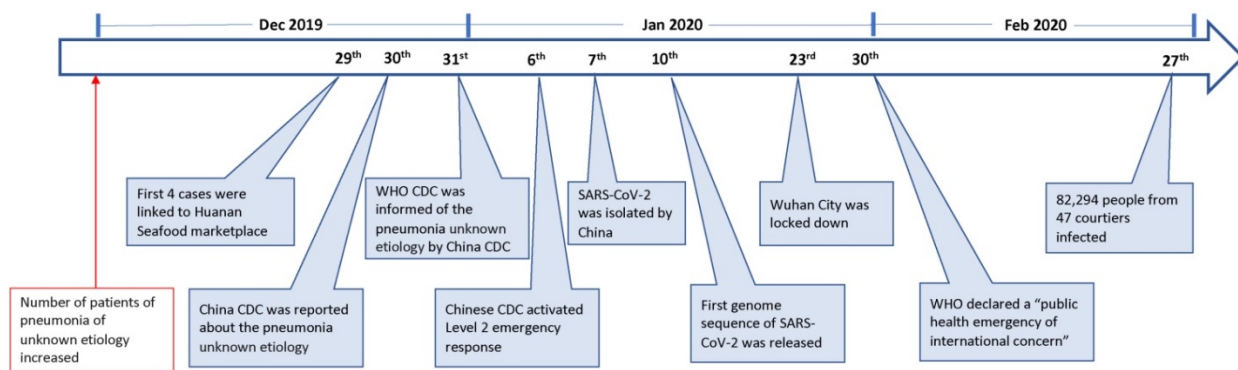 Dec 2019
Jan 2020
Feb 2020
29th
30th
31st
6th
7th
10th
23rd
30th
27th
First 4 cases were
linked to Huanan
Seafood marketplace
WHO CDC was
informed of the
pneumonia unknown
etiology by China CDC
SARS-CoV-2
was isolated by
China
Wuhan City was
locked down
82,294 people from
47 courtiers
infected
Number of patients of
pneumonia of
unknown etiology
increased
China CDC was reported
about the pneumonia
unknown etiology
Chinese CDC activated
Level 2 emergency
response
First genome
sequence of SARS-
CoV-2 was released
WHO declared a “public
health emergency of
international concern”